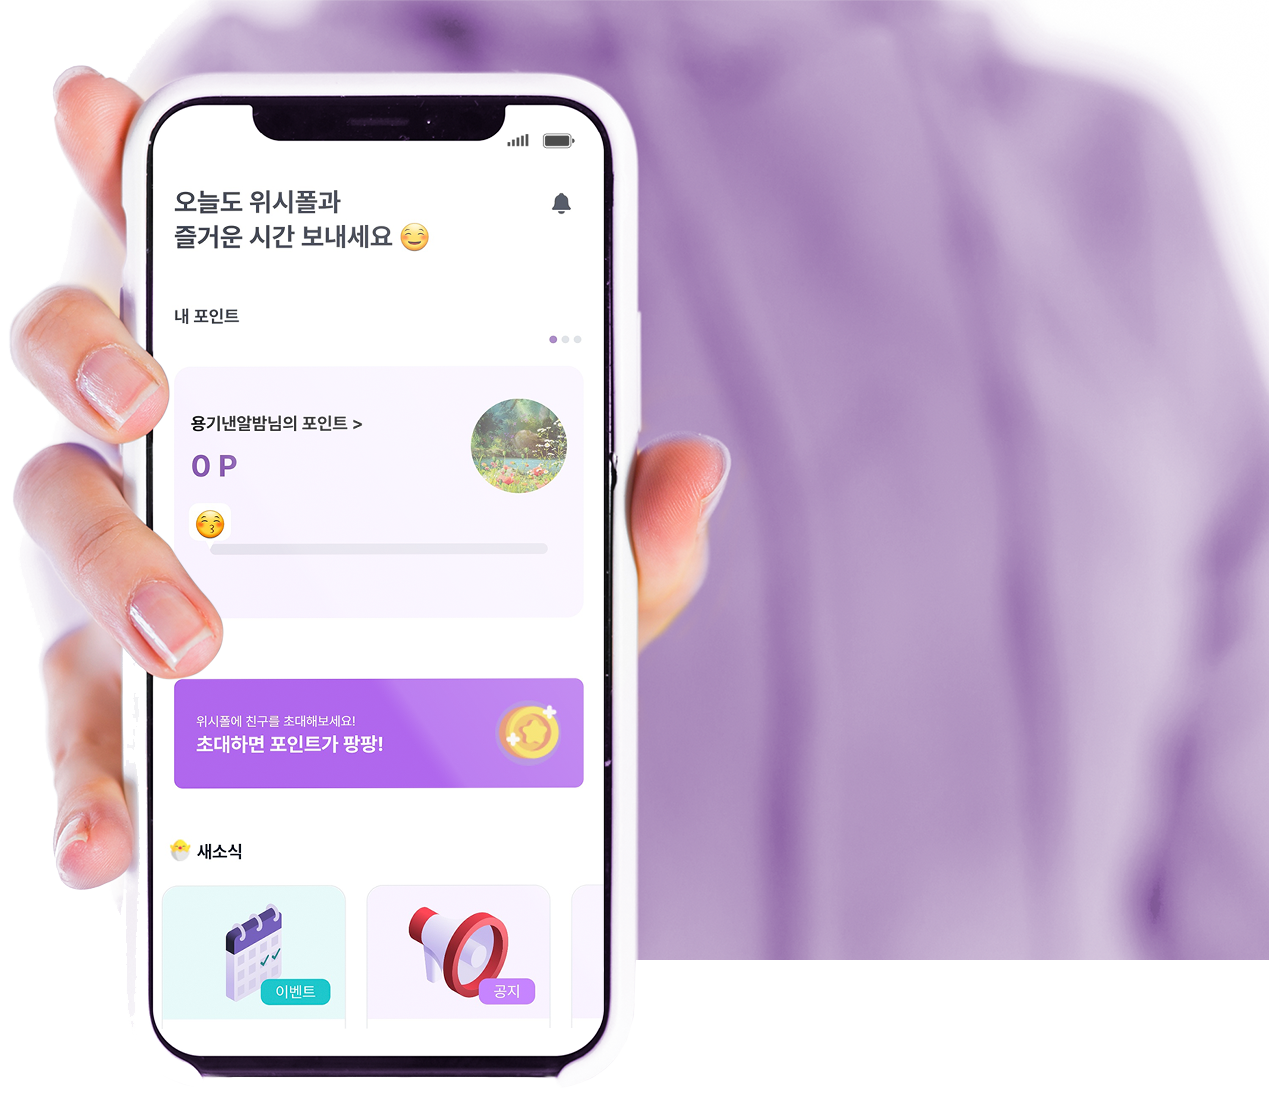 오늘도 위시폴과
즐거운 시간 보내세요
내 포인트
용기낸알밤님의 포인트 >
0 P
위시폴에 친구를 초대해보세요!
초대하면 포인트가 팡팡!
새소식
이벤트
공지